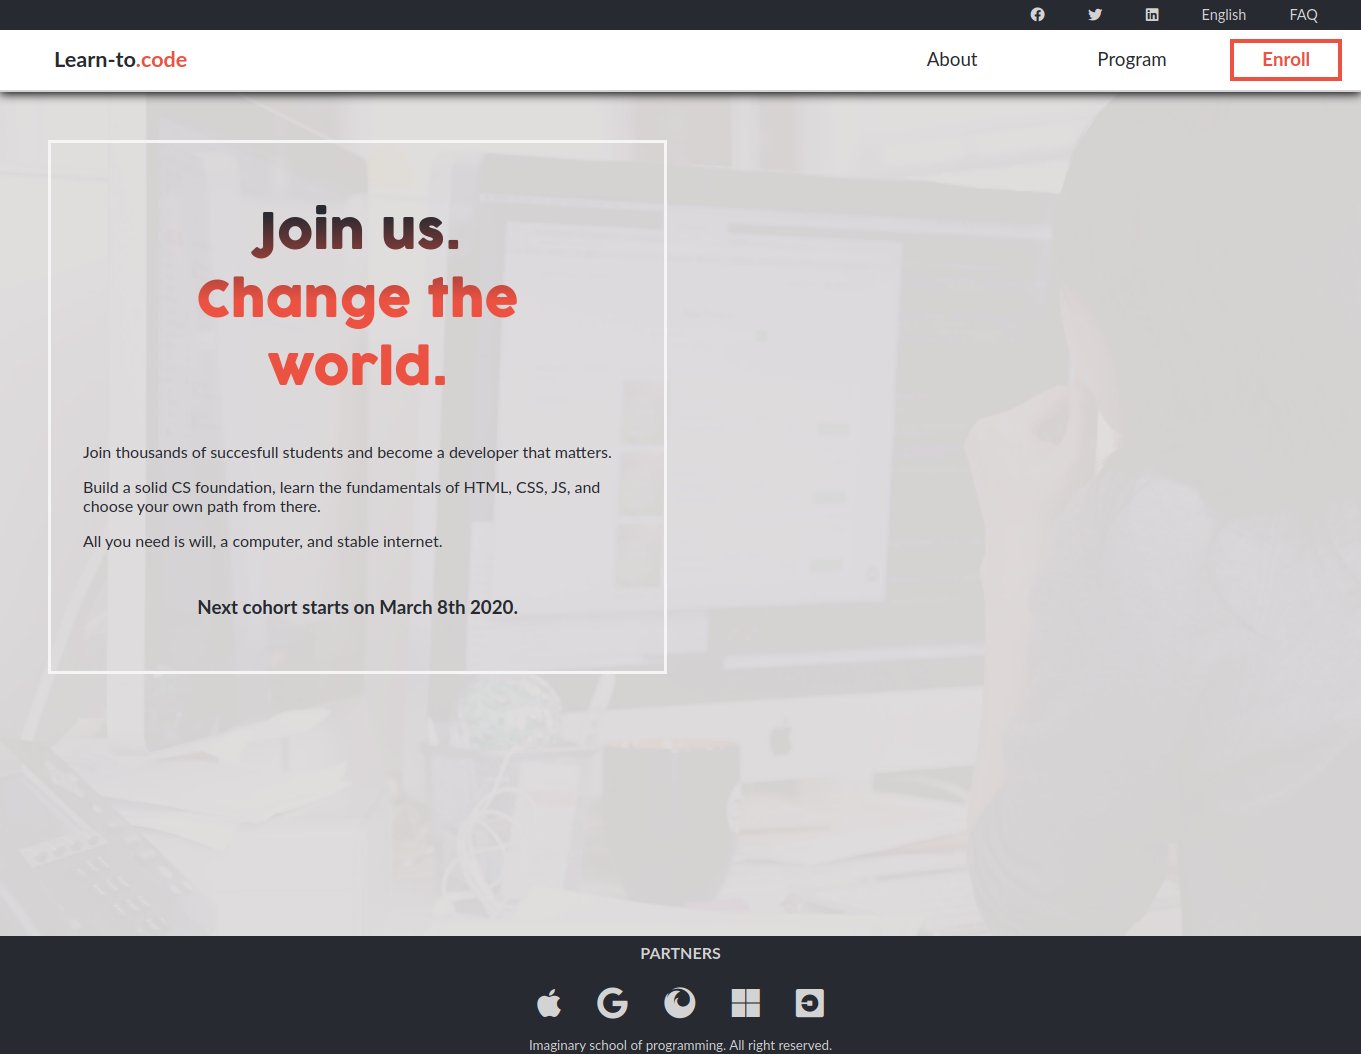 English FAQ
Learn-to.code About Program Enroll
Join us.
Change the
world.
Join thousands of succesfull students and become a developer that matters.
Build a solid CS foundation, learn the fundamentals of HTML, CSS, JS, and
choose your own path from there.
All you need is will, a computer, and stable internet.
Next cohort starts on March 8th 2020.
PARTNERS
Imaginary school of programming. All right reserved.